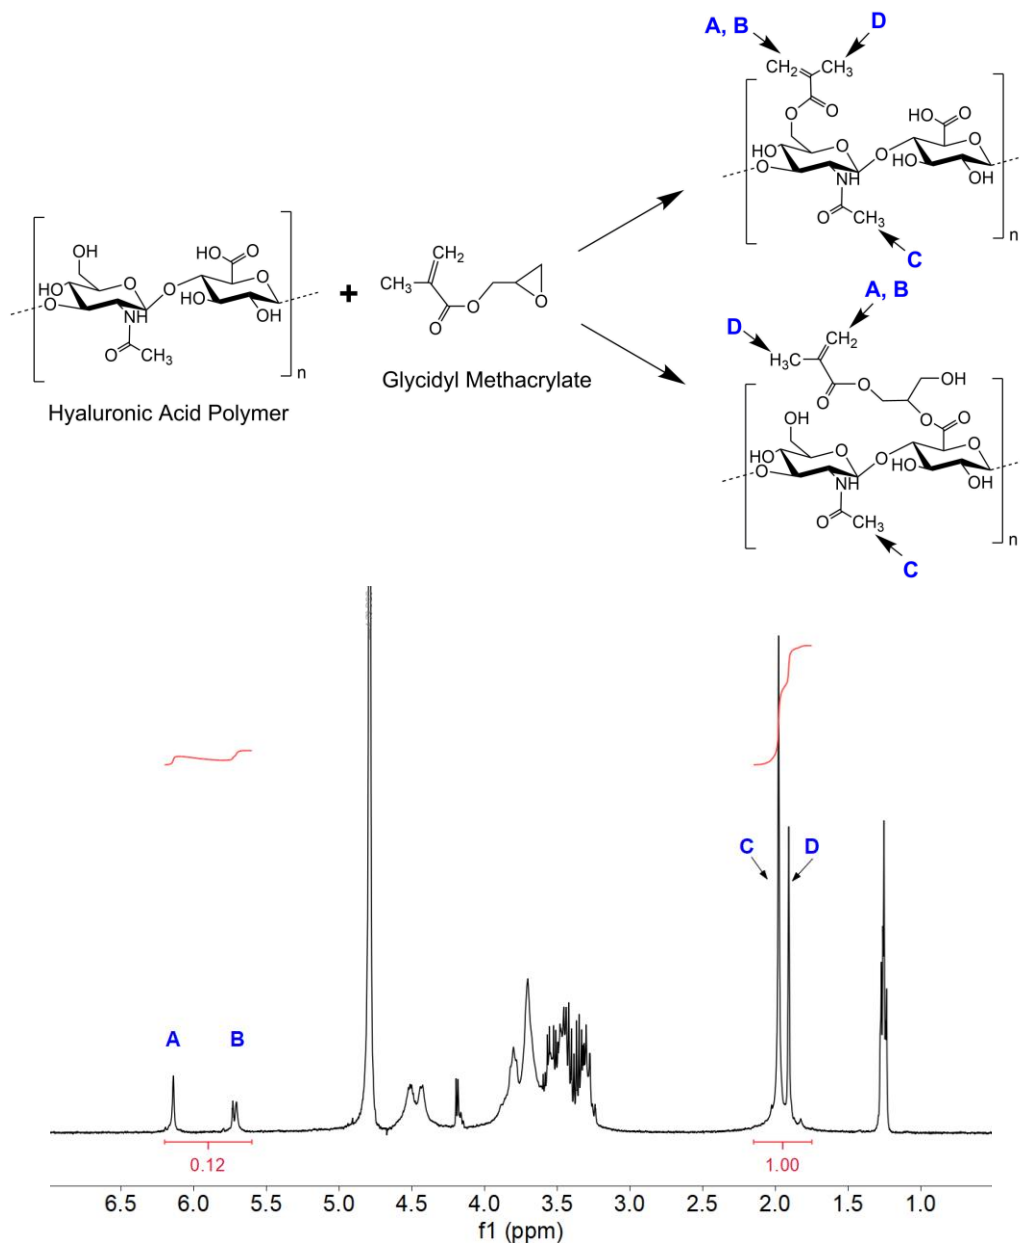 A, B
D
CH₂
CH₃
O
O
HO
O
HO
O
O
O
O
HO
O
NH
OH
O
CH₃
n
C
OH
HO
O
HO
O
O
O
O
HO
O
NH
OH
O
CH₃
n
Hyaluronic Acid Polymer
+
CH₂
CH₃
O
O
O
Glycidyl Methacrylate
A, B
D
CH₂
H₃C
O
O
OH
O
O
OH
HO
O
O
O
O
HO
NH
OH
O
CH₃
n
C
C
D
A
B
0.12
1.00
6.5 6.0 5.5 5.0 4.5 4.0 3.5 3.0 2.5 2.0 1.5 1.0
f1 (ppm)